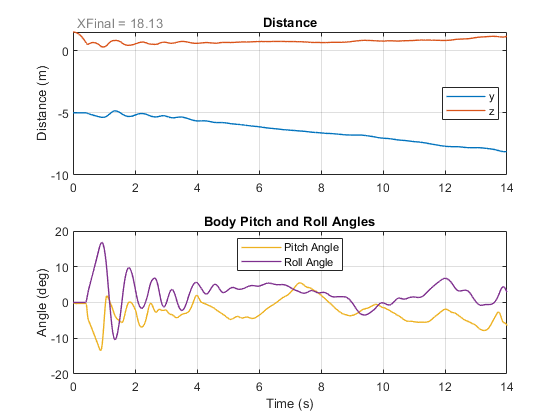 XFinal = 18.13
Distance
Distance (m)
0
-5
-10
y
z
0 2 4 6 8 10 12 14
Body Pitch and Roll Angles
Angle (deg)
20
10
0
-10
-20
Pitch Angle
Roll Angle
0 2 4 6 8 10 12 14
Time (s)